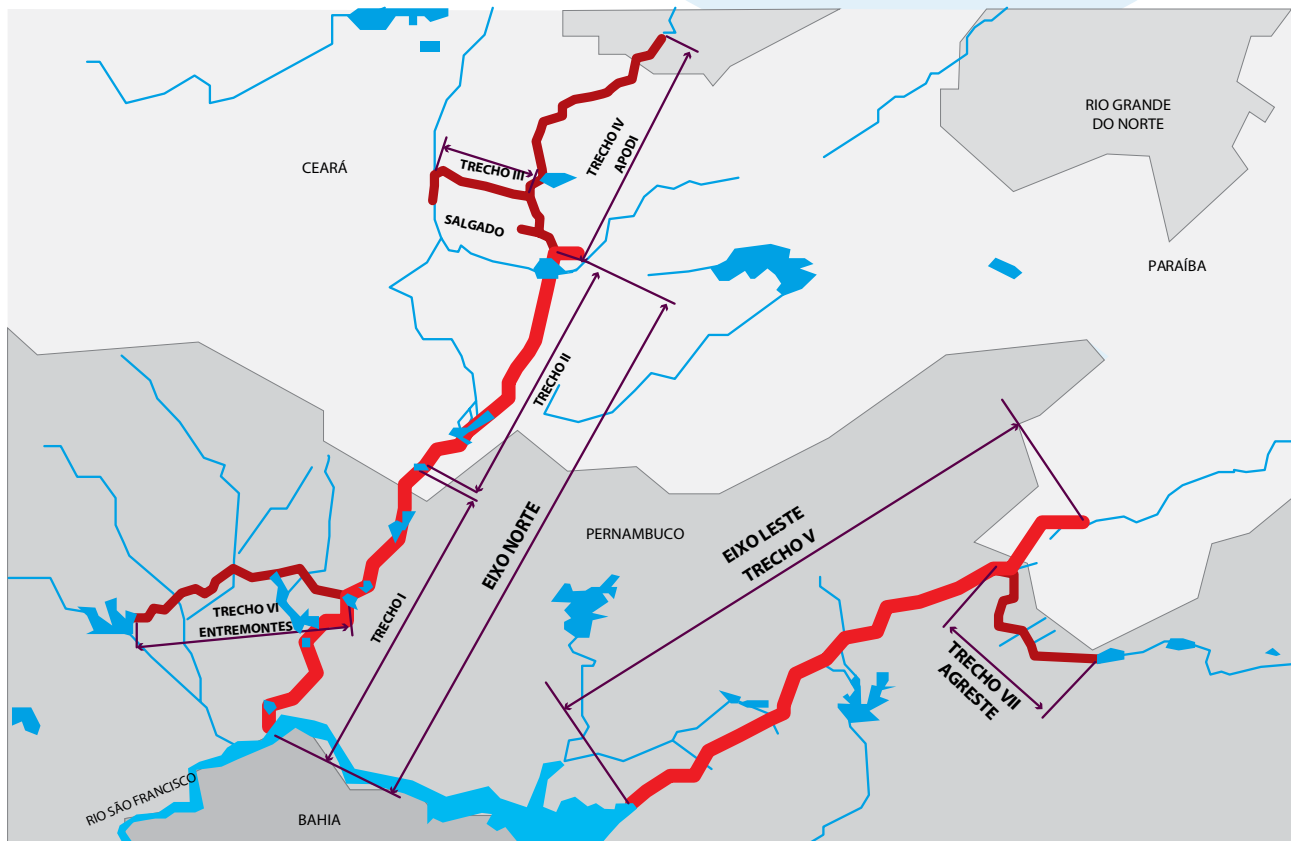 RIO GRANDE
DO NORTE
CEARÁ
TRECHO IV
APODI
TRECHO III
SALGADO
PARAÍBA
TRECHO II
EIXO NORTE
PERNAMBUCO
EIXO LESTE
TRECHO V
TRECHO VI
ENTREMONTES
TRECHO I
TRECHO VII
AGRESTE
RIO SÃO FRANCISCO
BAHIA